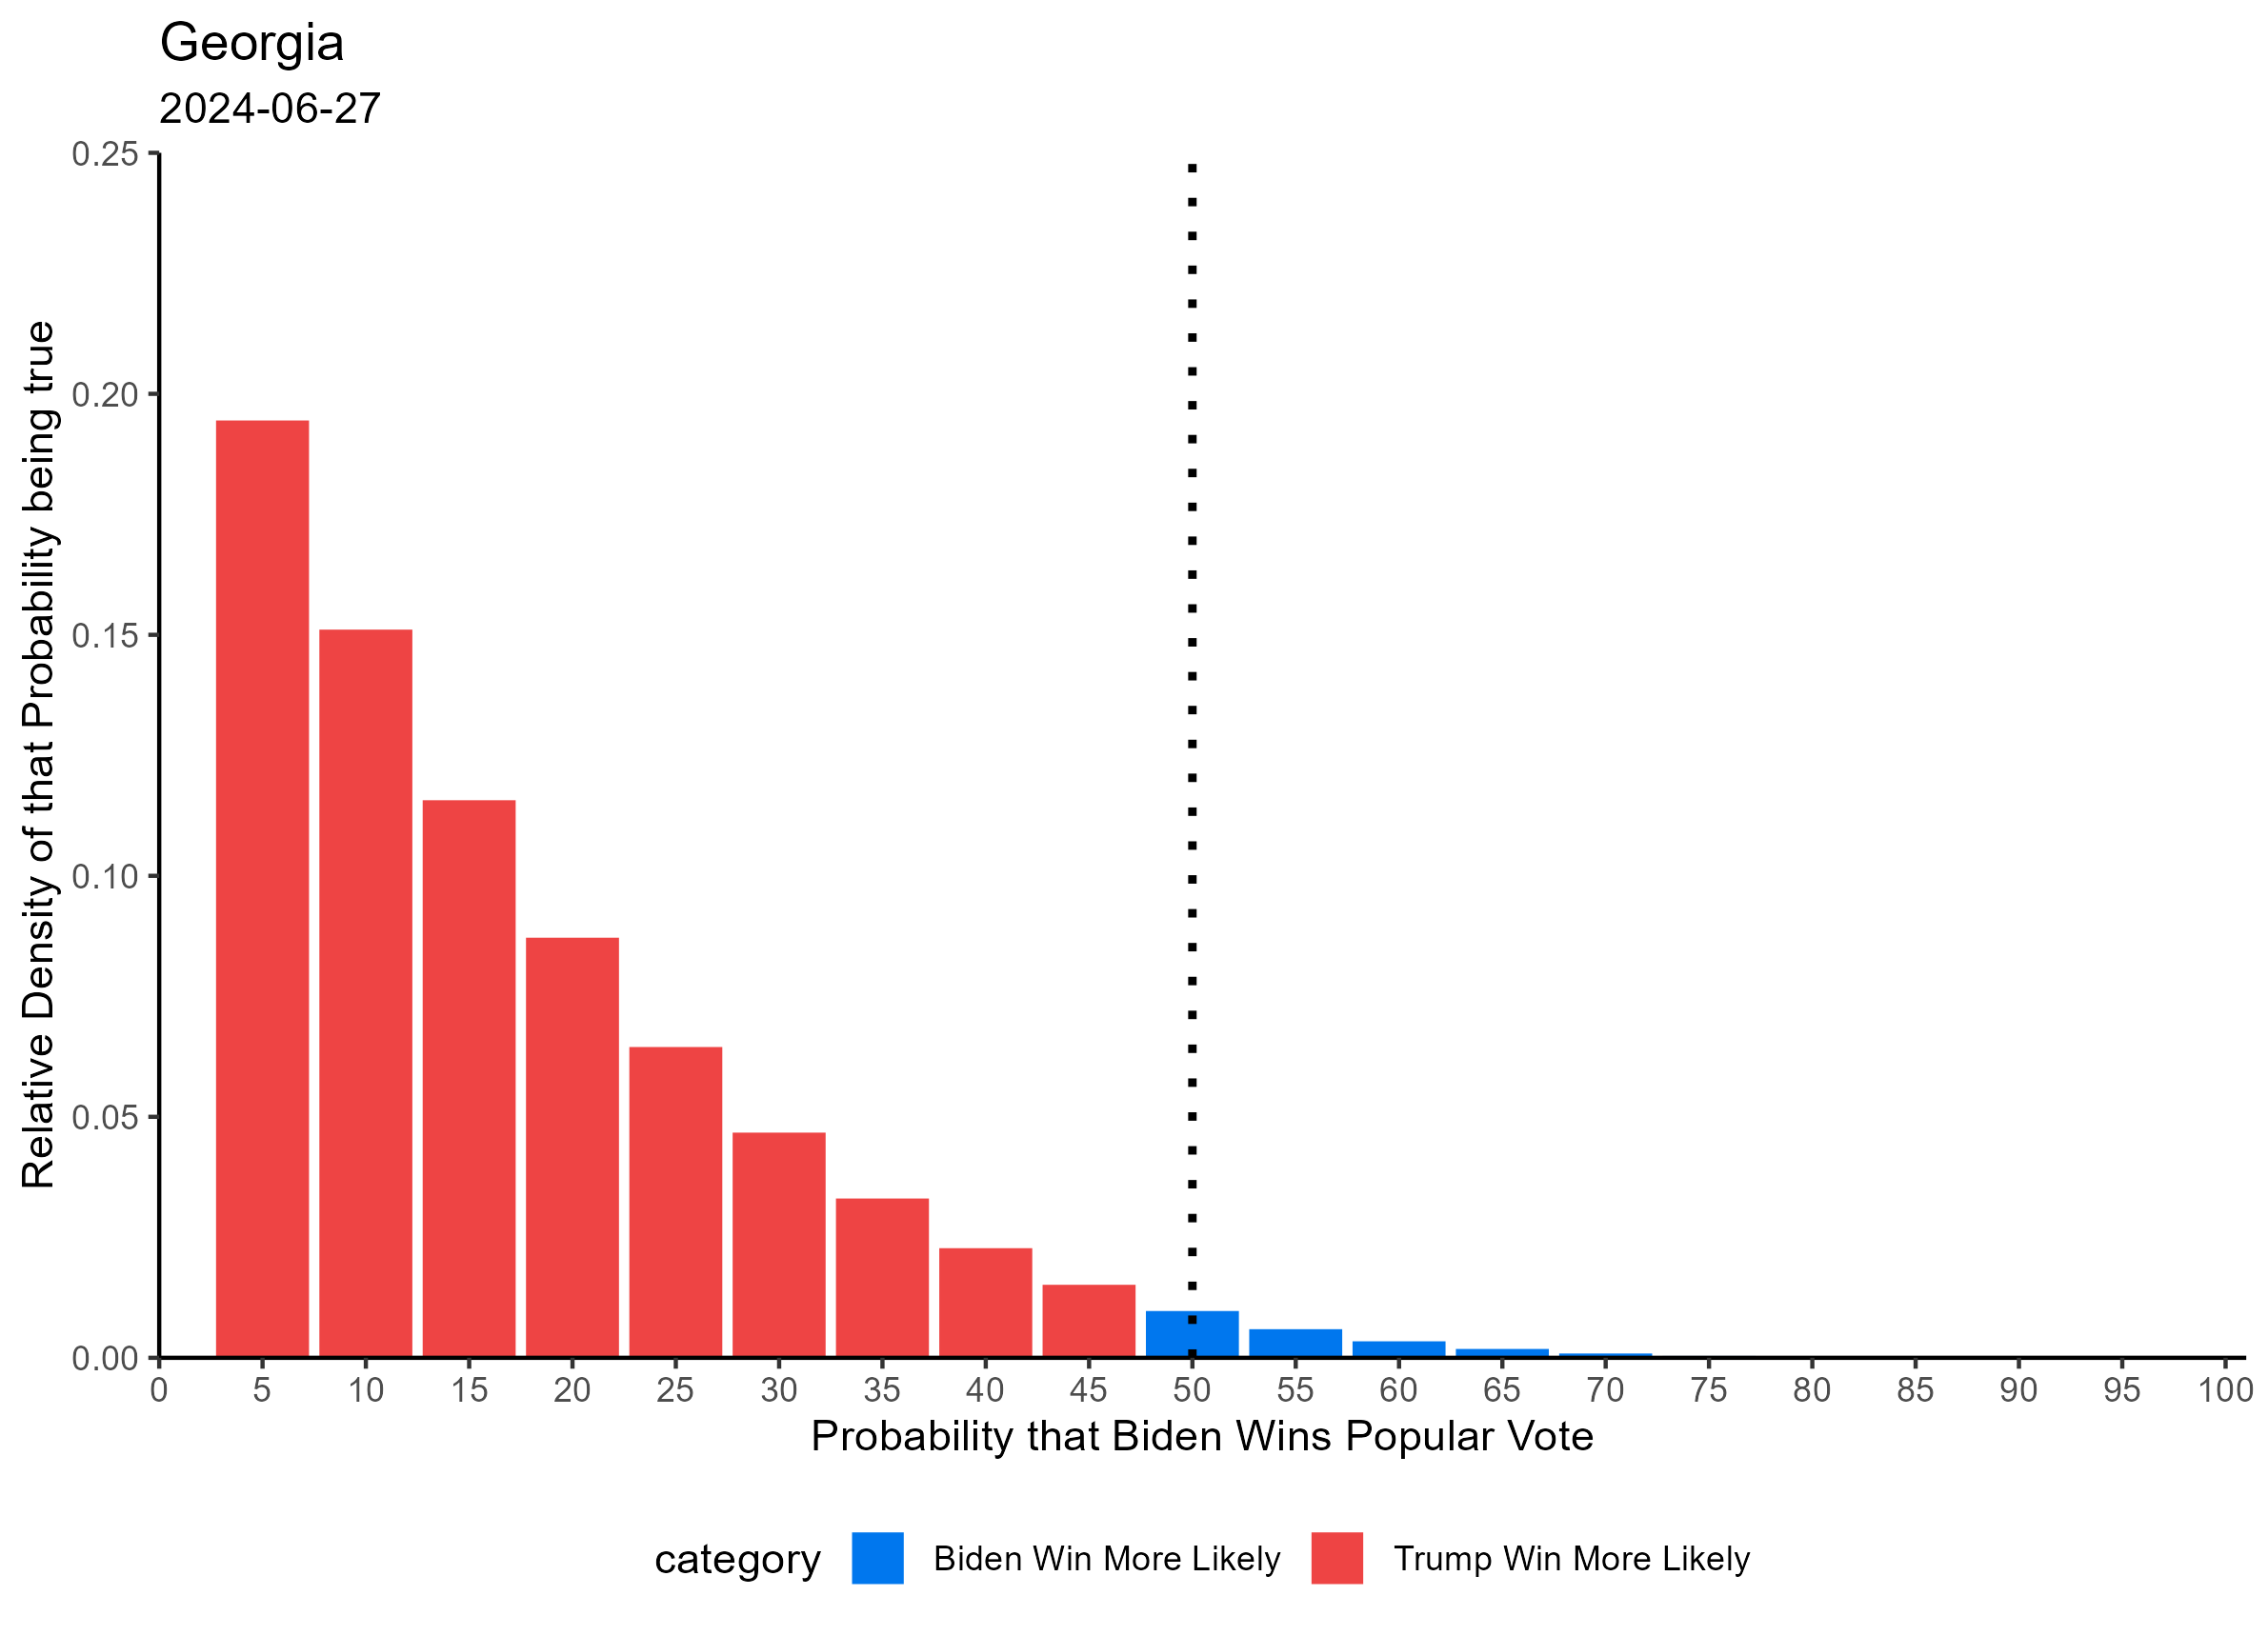 Georgia
2024-06-27
Relative Density of that Probability being true
0.25
0.20
0.15
0.10
0.05
0.00
0 5 10 15 20 25 30 35 40 45 50 55 60 65 70 75 80 85 90 95 100
Probability that Biden Wins Popular Vote
category Biden Win More Likely Trump Win More Likely